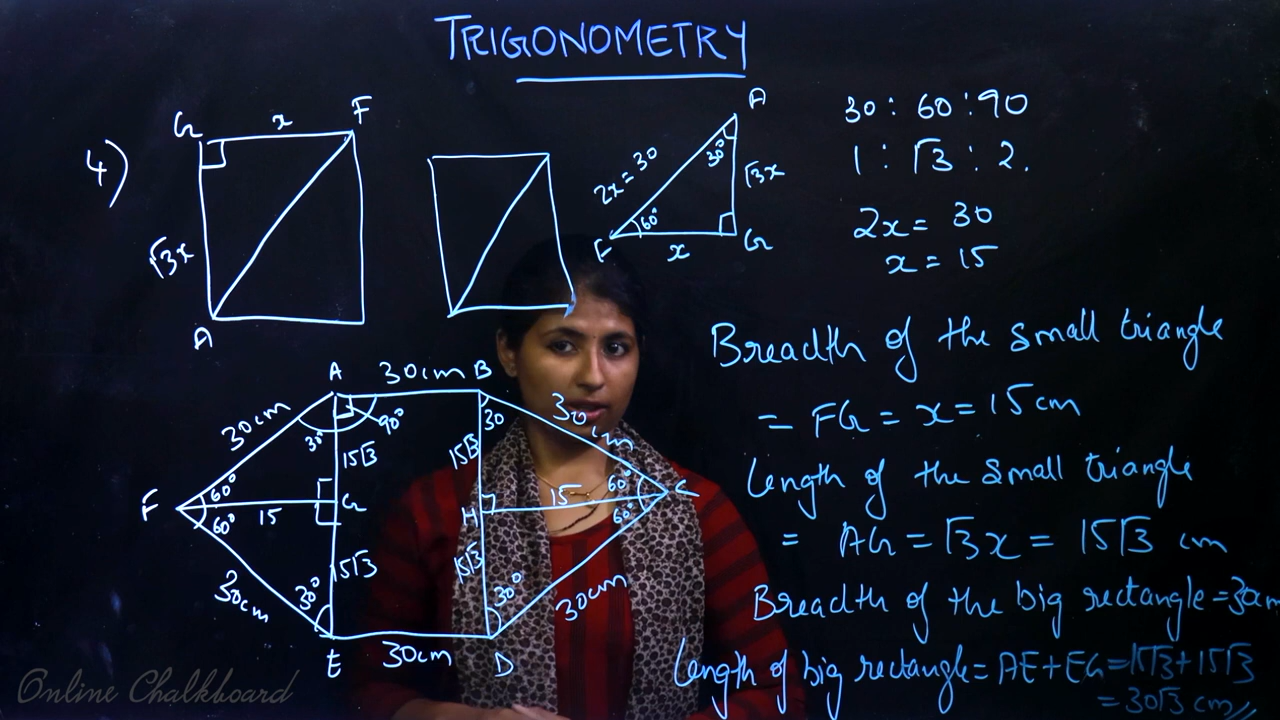 TRIGONOMETRY
4)
G x F
√3x
A
A
2x = 30
30°
√3x
60°
F x G
30 : 60 : 90
1 : √3 : 2.
2x = 30
x = 15
Breadth of the small triangle
= FG = x = 15 cm
Length of the small triangle
= AG = √3x = 15√3 cm
Breadth of the big rectangle = 30cm
Length of big rectangle = AE + EG = 15√3 + 15√3
= 30√3 cm//
A 30cm B
30cm 30° 90° 30 30 cm
15√3 15√3
F 60° G 15 60° C
60° 15 H 60°
15√3 15√3
30cm 30° 30° 30cm
E 30cm D
Online Chalkboard